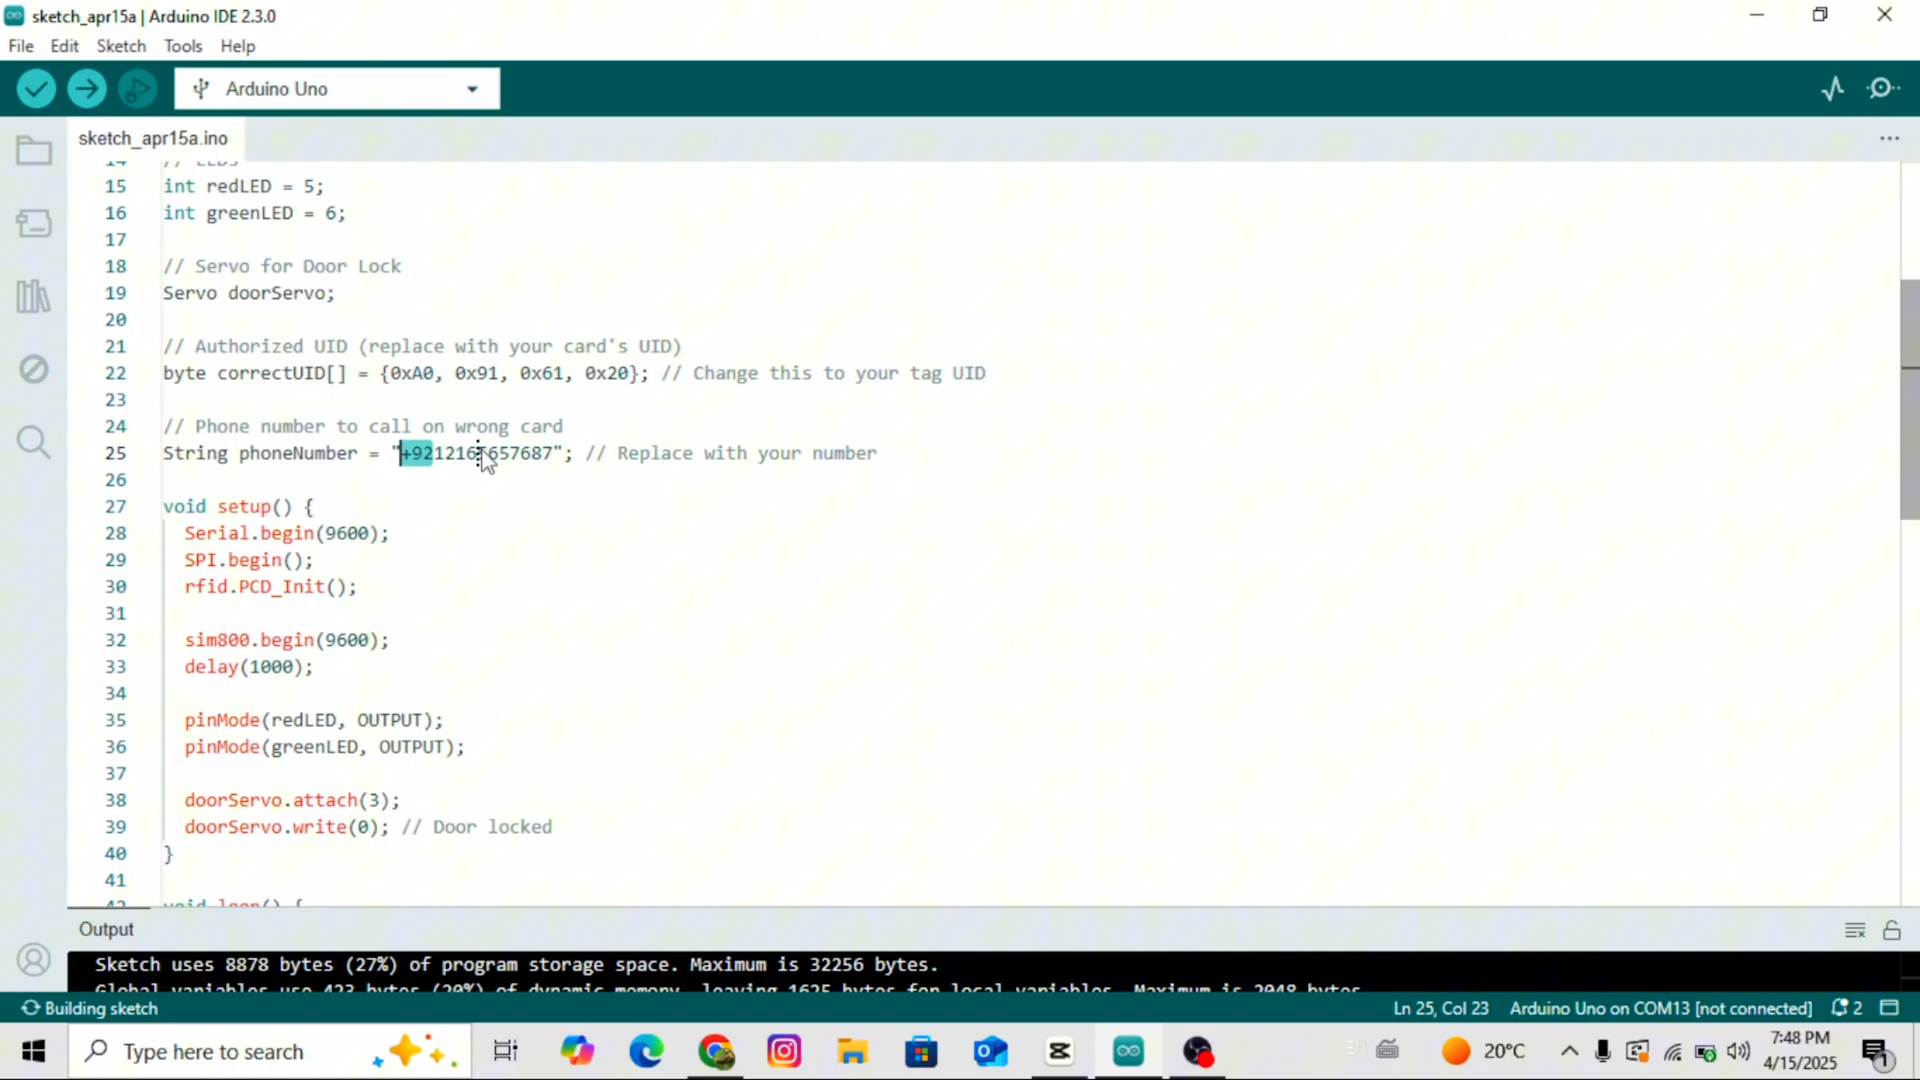 sketch_apr15a | Arduino IDE 2.3.0
File Edit Sketch Tools Help
Arduino Uno
sketch_apr15a.ino
14 // LEDs
15 int redLED = 5;
16 int greenLED = 6;
17
18 // Servo for Door Lock
19 Servo doorServo;
20
21 // Authorized UID (replace with your card's UID)
22 byte correctUID[] = {0xA0, 0x91, 0x61, 0x20}; // Change this to your tag UID
23
24 // Phone number to call on wrong card
25 String phoneNumber = "+9212165657687"; // Replace with your number
26
27 void setup() {
28 Serial.begin(9600);
29 SPI.begin();
30 rfid.PCD_Init();
31
32 sim800.begin(9600);
33 delay(1000);
34
35 pinMode(redLED, OUTPUT);
36 pinMode(greenLED, OUTPUT);
37
38 doorServo.attach(3);
39 doorServo.write(0); // Door locked
40 }
41
42 void loop() {
Output
Sketch uses 8878 bytes (27%) of program storage space. Maximum is 32256 bytes.
Global variables use 423 bytes (20%) of dynamic memory, leaving 1625 bytes for local variables. Maximum is 2048 bytes.
Building sketch
Ln 25, Col 23 Arduino Uno on COM13 [not connected] 2
Type here to search
20°C
7:48 PM
4/15/2025
1